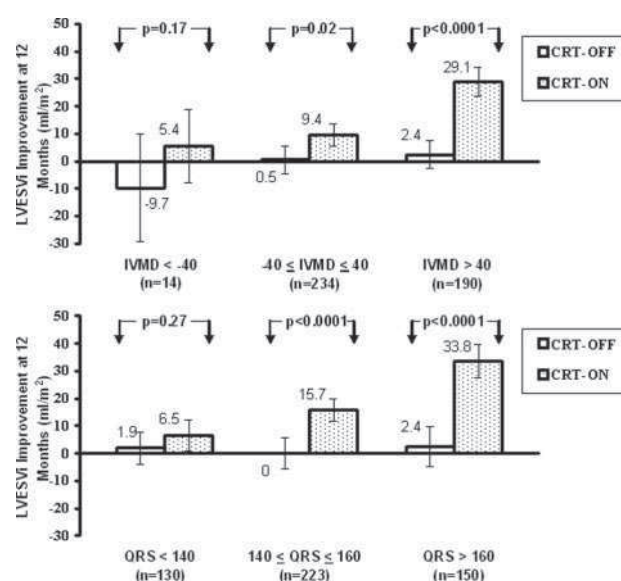 LVESVi Improvement at 12
Months (ml/m²)
50
40
30
20
10
0
-10
-20
-30
p=0.17
p=0.02
p<0.0001
-9.7
5.4
0.5
9.4
2.4
29.1
CRT-OFF
CRT-ON
IVMD < -40
(n=14)
-40 ≤ IVMD ≤ 40
(n=234)
IVMD > 40
(n=190)
LVESVi Improvement at 12
Months (ml/m²)
50
40
30
20
10
0
-10
-20
-30
p=0.27
p<0.0001
p<0.0001
1.9
6.5
0
15.7
2.4
33.8
CRT-OFF
CRT-ON
QRS < 140
(n=130)
140 ≤ QRS ≤ 160
(n=223)
QRS > 160
(n=150)